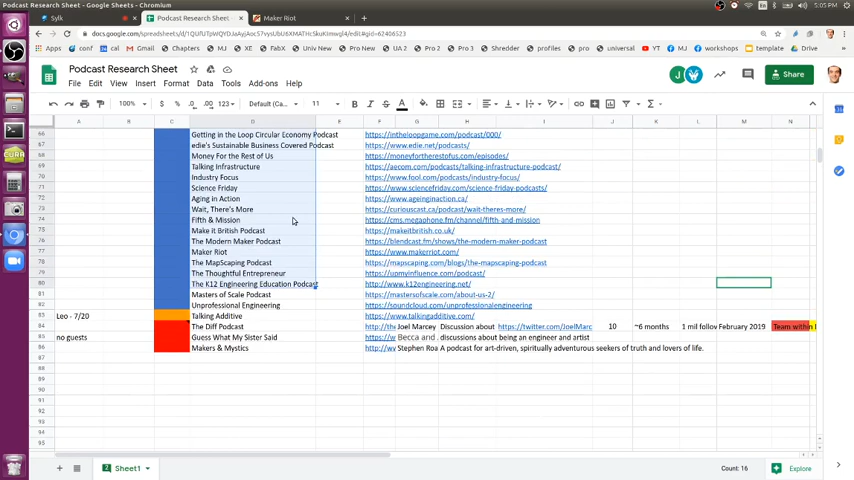 Podcast Research Sheet - Google Sheets - Chromium
5:05 PM
Sylk
Podcast Research Sheet
Maker Riot
Apps conf Cal Gmail Chapters MJ XE FabX Univ New Pro New UA 2 Pro 2 Pro 3 Shredder profiles pro universal YT MJ workshops template Drive
Podcast Research Sheet
File Edit View Insert Format Data Tools Add-ons Help
Share
100% $ % .0 .00 123 Default (Ca... 11 B I S A
A B C D E F G H I J K L M N
66 Getting in the Loop Circular Economy Podcast https://intheloopgame.com/podcast/000/
67 edie's Sustainable Business Covered Podcast https://www.edie.net/podcasts/
68 Money For the Rest of Us https://moneyfortherestofus.com/episodes/
69 Talking Infrastructure https://aecom.com/podcasts/talking-infrastructure-podcast/
70 Industry Focus https://www.fool.com/podcasts/industry-focus/
71 Science Friday https://www.sciencefriday.com/science-friday-podcasts/
72 Aging in Action https://www.ageinginaction.ca/
73 Wait, There's More https://curiouscast.ca/podcast/wait-theres-more/
74 Fifth & Mission https://cms.megaphone.fm/channel/fifth-and-mission
75 Make it British Podcast https://makeitbritish.co.uk/
76 The Modern Maker Podcast https://blendcast.fm/shows/the-modern-maker-podcast
77 Maker Riot https://www.makerriot.com/
78 The MapScaping Podcast https://mapscaping.com/blogs/the-mapscaping-podcast
79 The Thoughtful Entrepreneur https://upmyinfluence.com/podcast/
80 The K12 Engineering Education Podcast http://www.k12engineering.net/
81 Masters of Scale Podcast https://mastersofscale.com/about-us-2/
82 Unprofessional Engineering https://soundcloud.com/unprofessionalengineering
83 Leo - 7/20 Talking Additive https://www.talkingadditive.com/
84 The Diff Podcast http://the Joel Marcey Discussion about https://twitter.com/JoelMarc 10 ~6 months 1 mil follow February 2019 Team within
85 no guests Guess What My Sister Said https://w Becca and discussions about being an engineer and artist
86 Makers & Mystics http://wv Stephen Roa A podcast for art-driven, spiritually adventurous seekers of truth and lovers of life.
87
88
89
90
91
92
93
94
95
Sheet1
Count: 16
Explore